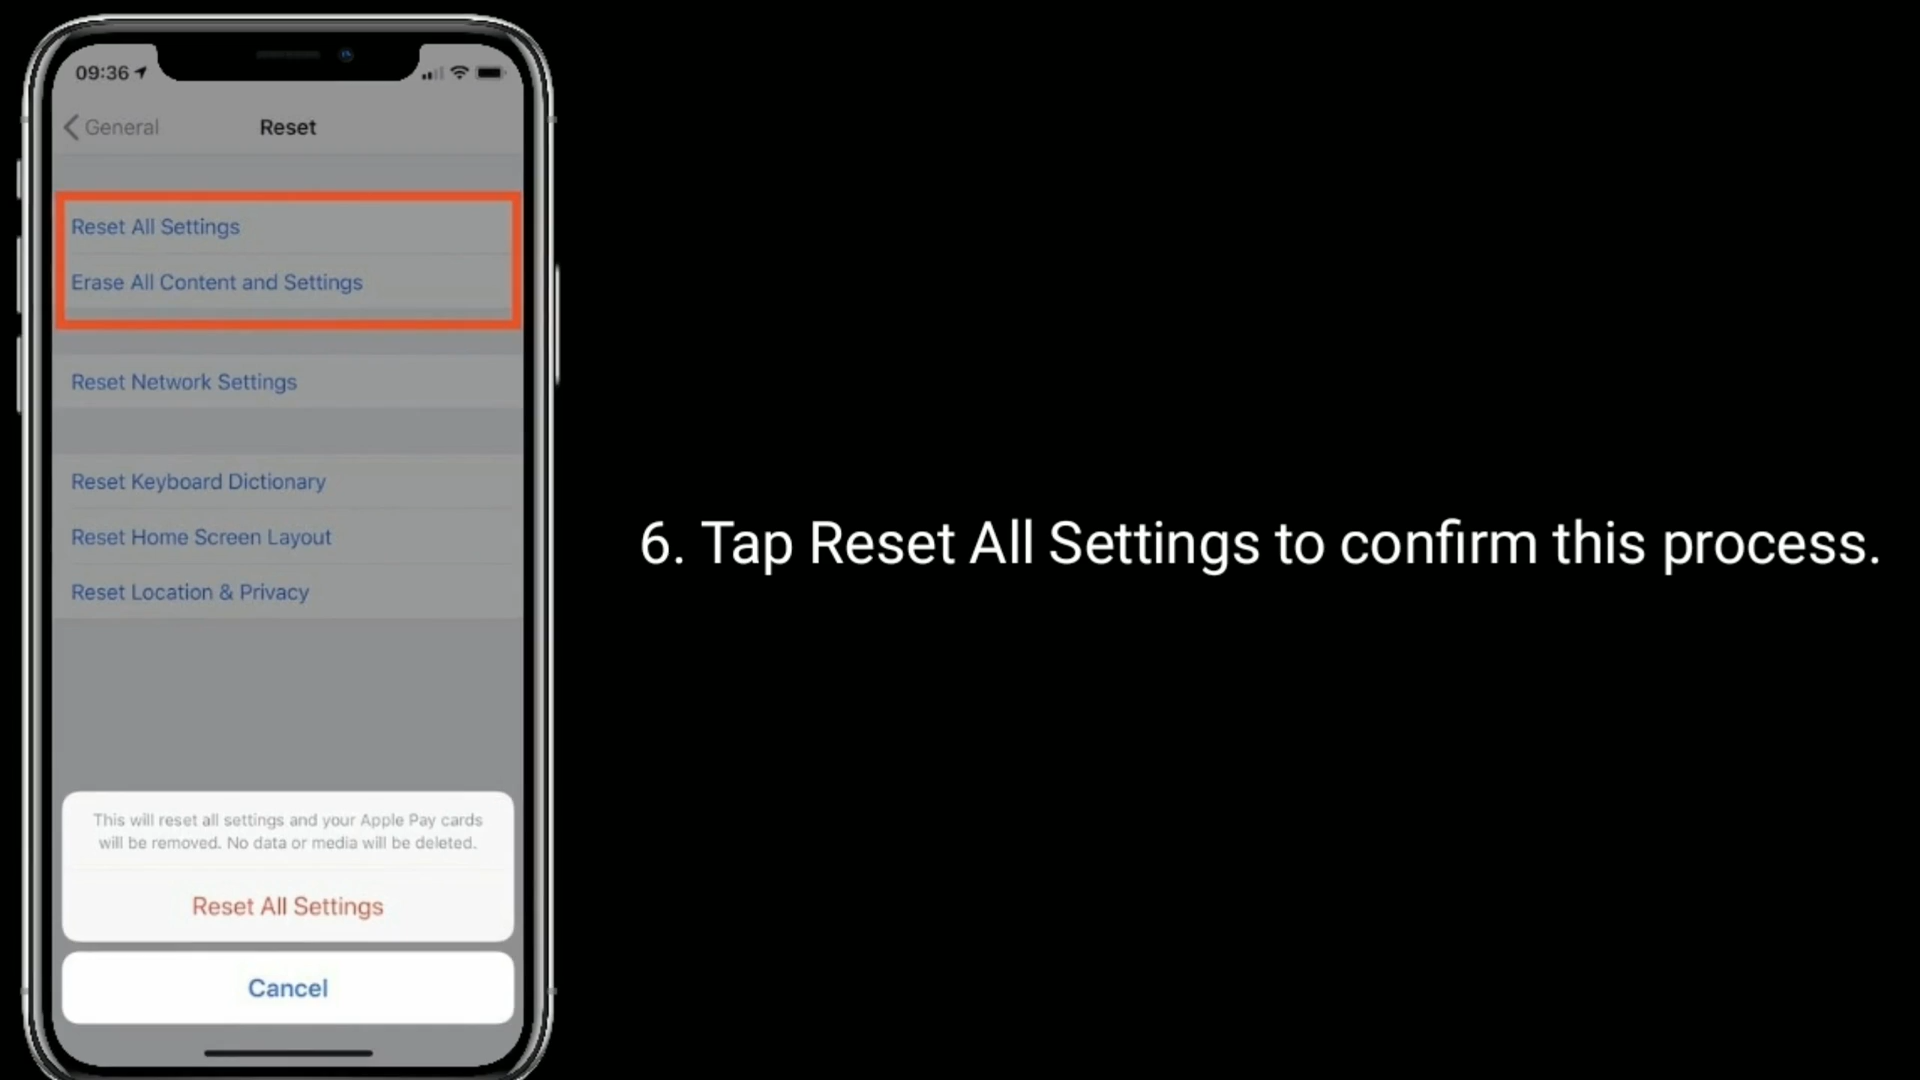 09:36
General
Reset
Reset All Settings
Erase All Content and Settings
Reset Network Settings
Reset Keyboard Dictionary
Reset Home Screen Layout
Reset Location & Privacy
This will reset all settings and your Apple Pay cards
will be removed. No data or media will be deleted.
Reset All Settings
Cancel
6. Tap Reset All Settings to confirm this process.